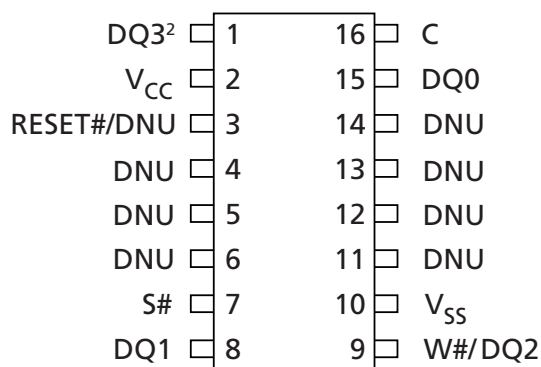 DQ3² 1 16 C
VCC 2 15 DQ0
RESET#/DNU 3 14 DNU
DNU 4 13 DNU
DNU 5 12 DNU
DNU 6 11 DNU
S# 7 10 VSS
DQ1 8 9 W#/DQ2